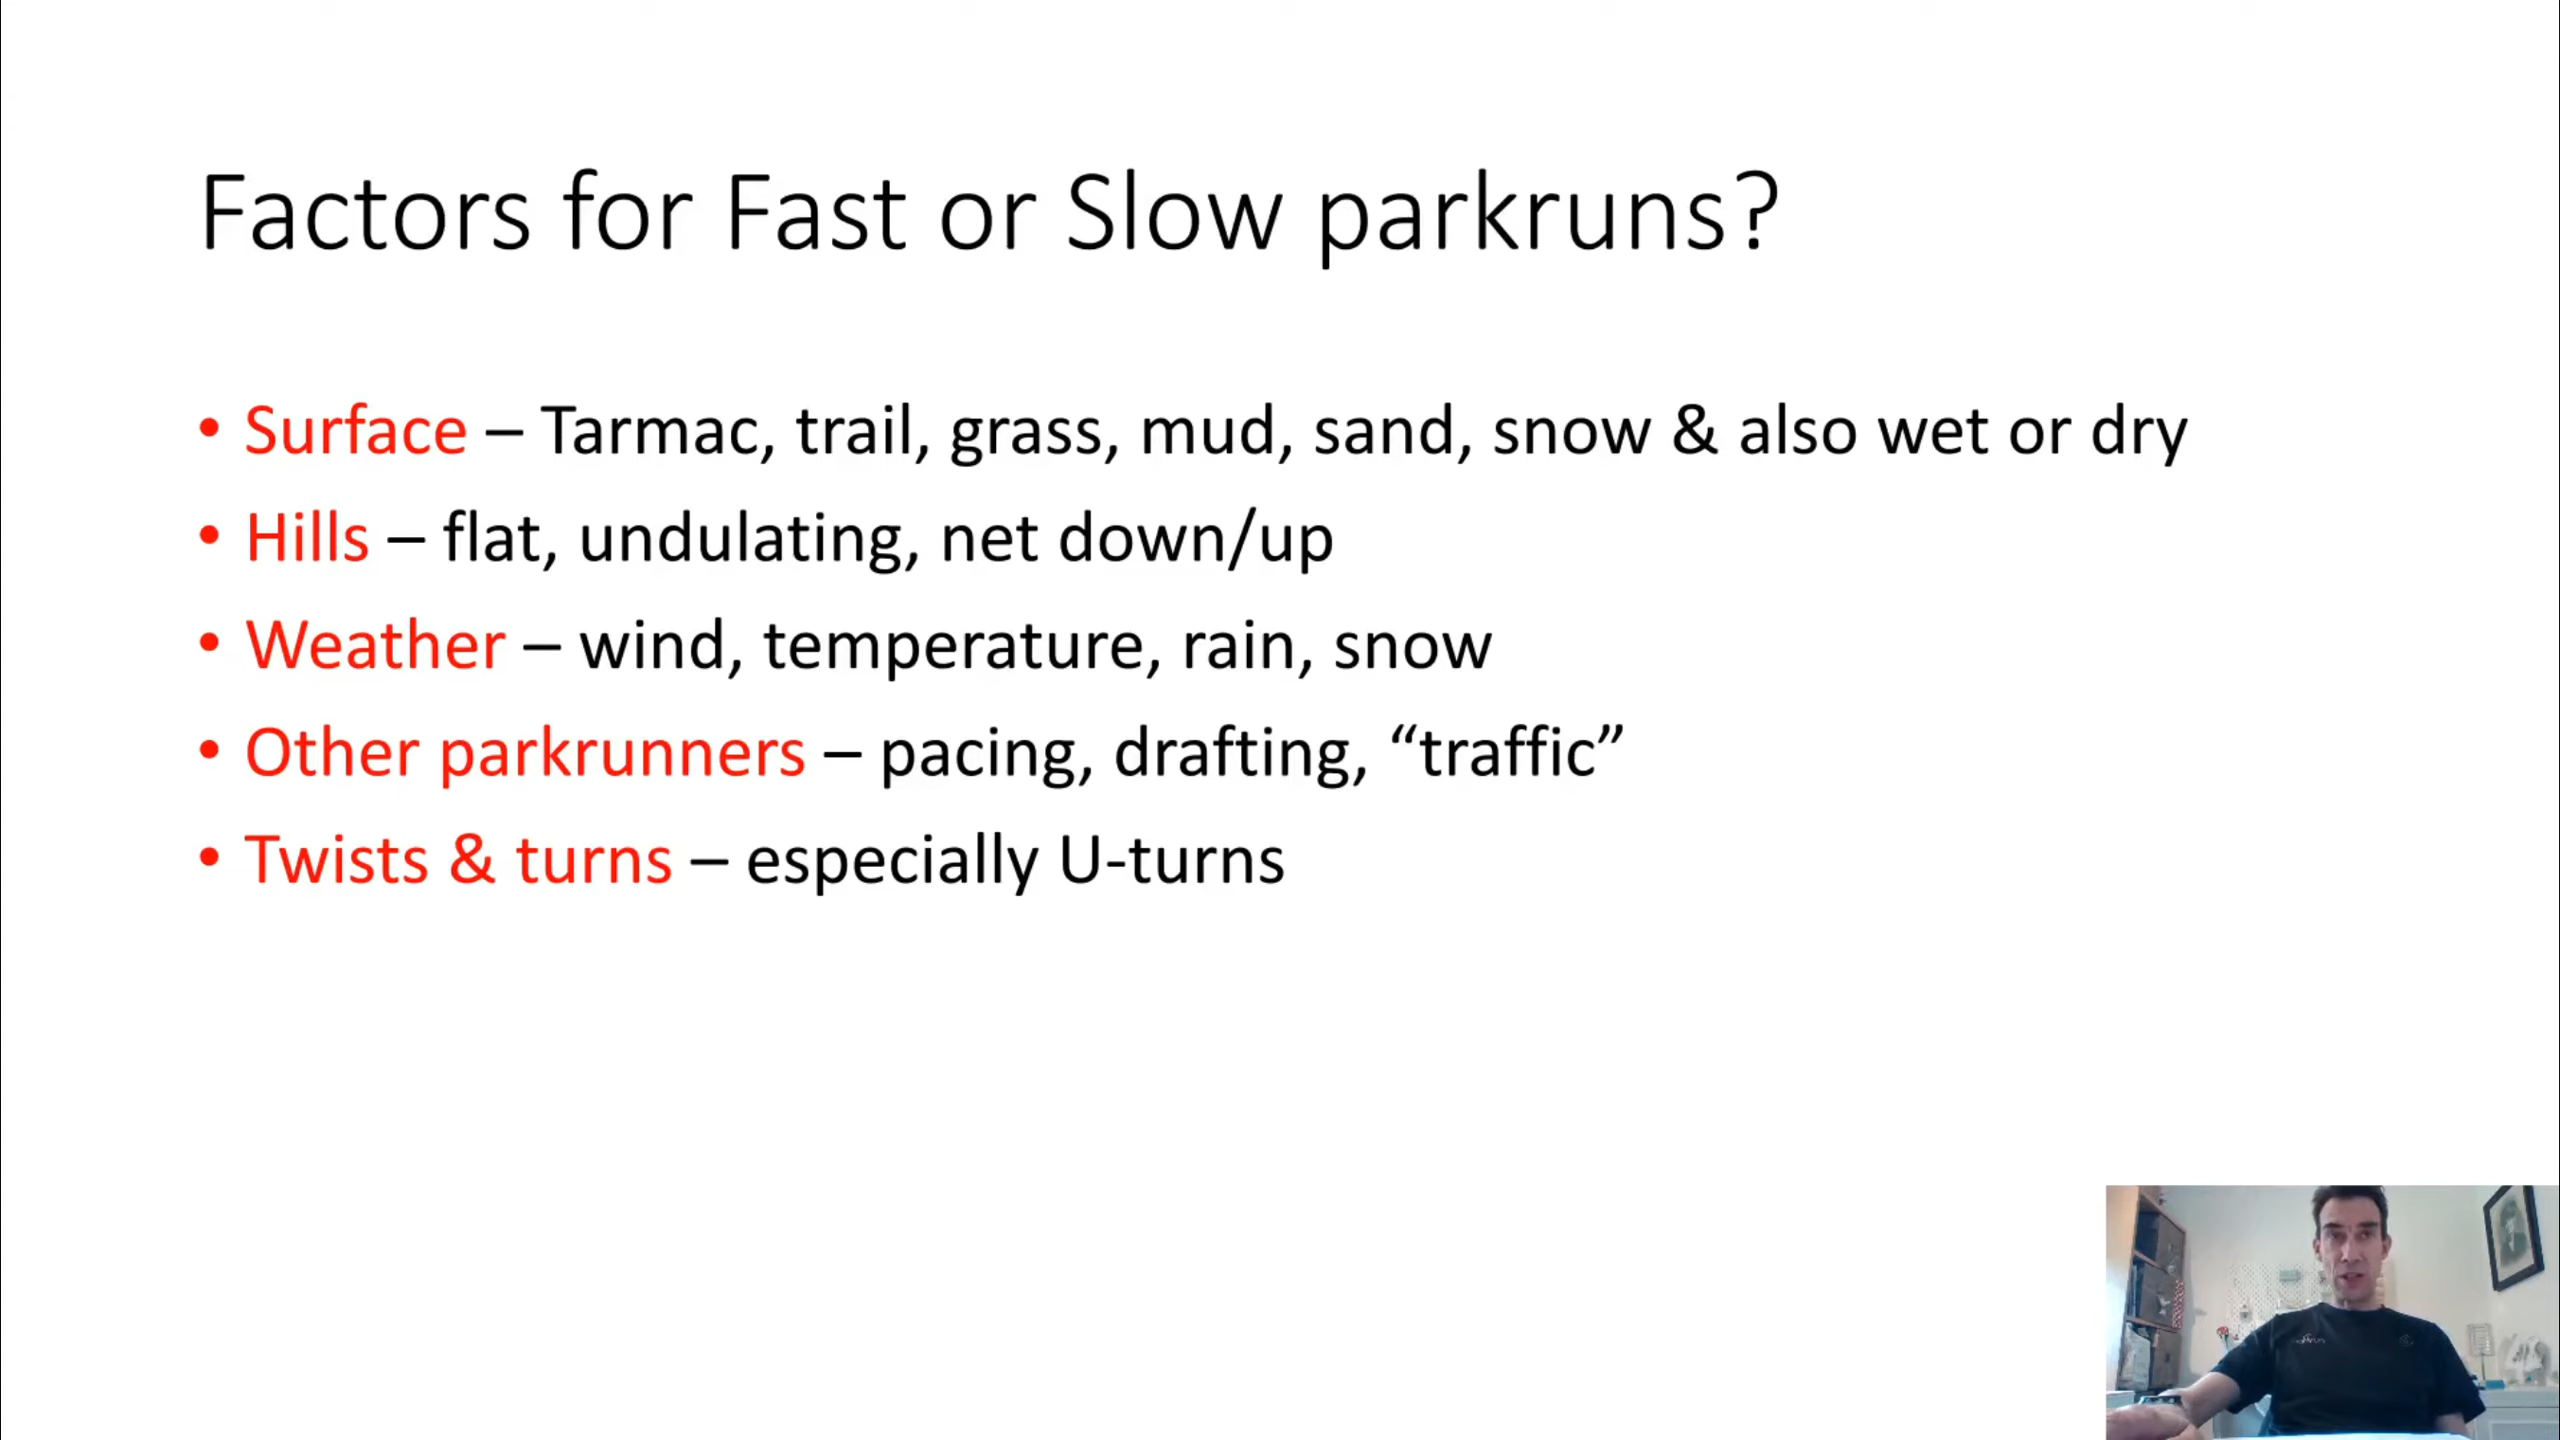 Factors for Fast or Slow parkruns?
• Surface – Tarmac, trail, grass, mud, sand, snow & also wet or dry
• Hills – flat, undulating, net down/up
• Weather – wind, temperature, rain, snow
• Other parkrunners – pacing, drafting, “traffic”
• Twists & turns – especially U-turns